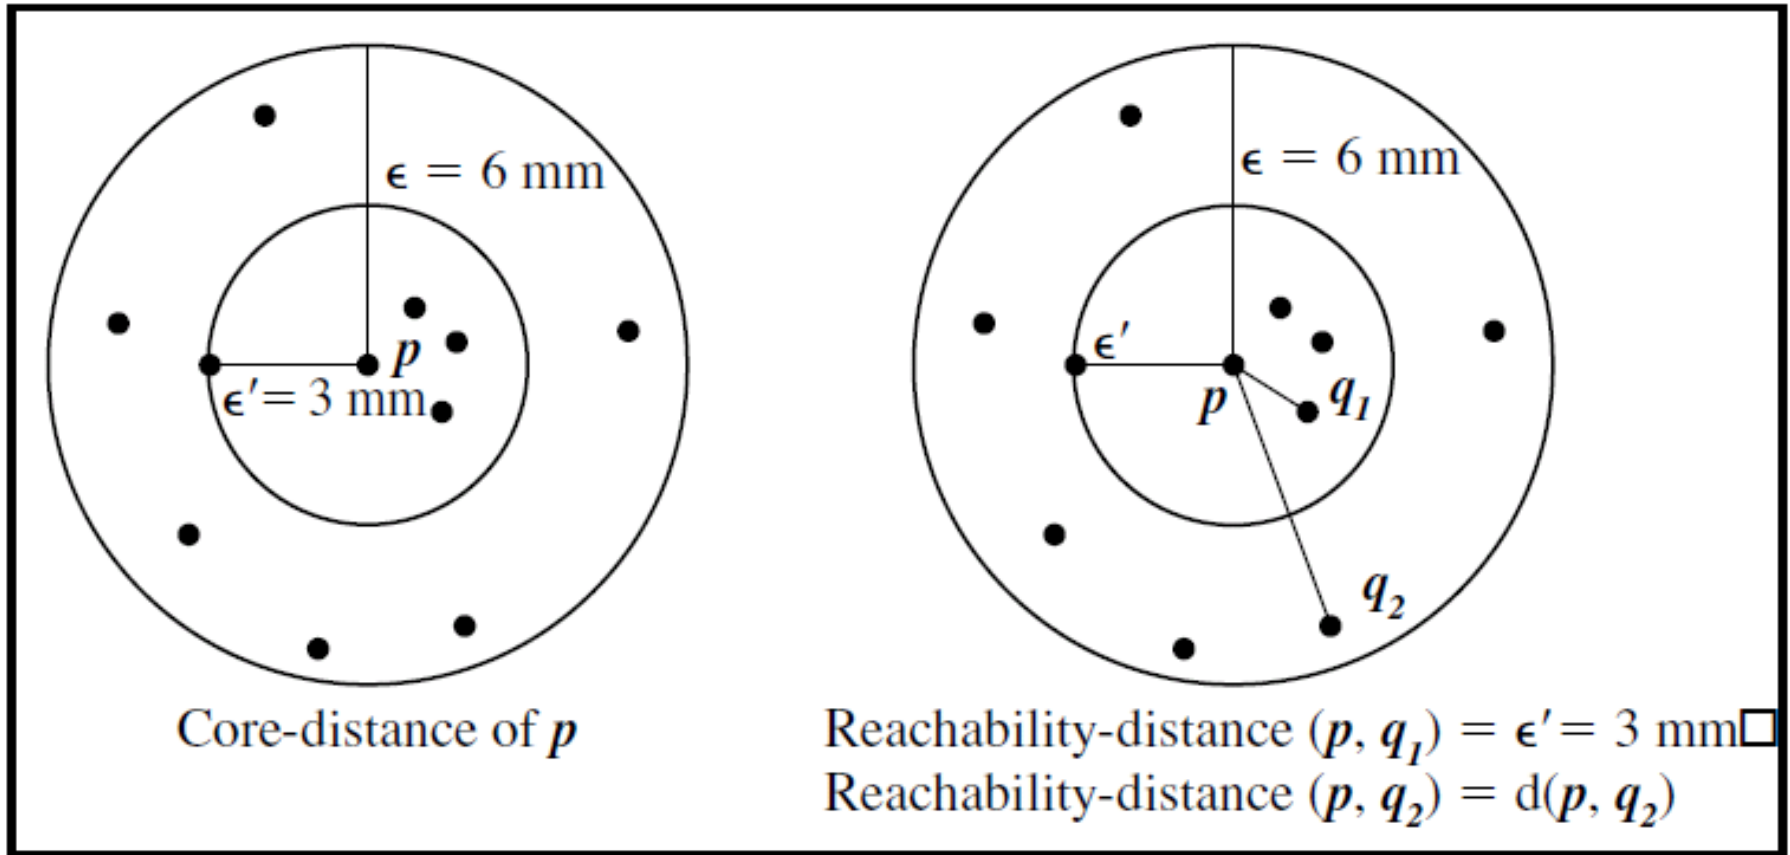 ϵ = 6 mm
p
ϵ′= 3 mm
Core-distance of p
ϵ = 6 mm
ϵ′
p
q₁
q₂
Reachability-distance (p, q₁) = ϵ′= 3 mm□
Reachability-distance (p, q₂) = d(p, q₂)